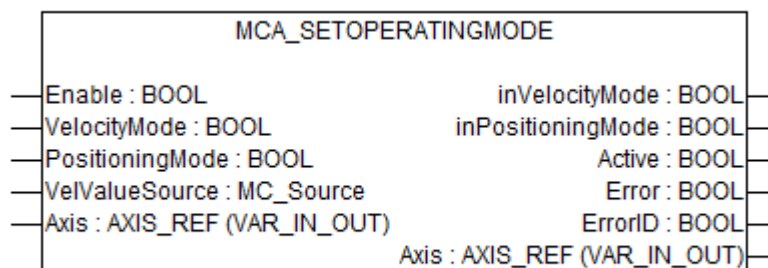 MCA_SETOPERATINGMODE
Enable : BOOL inVelocityMode : BOOL
VelocityMode : BOOL inPositioningMode : BOOL
PositioningMode : BOOL Active : BOOL
VelValueSource : MC_Source Error : BOOL
Axis : AXIS_REF (VAR_IN_OUT) ErrorID : BOOL
Axis : AXIS_REF (VAR_IN_OUT)